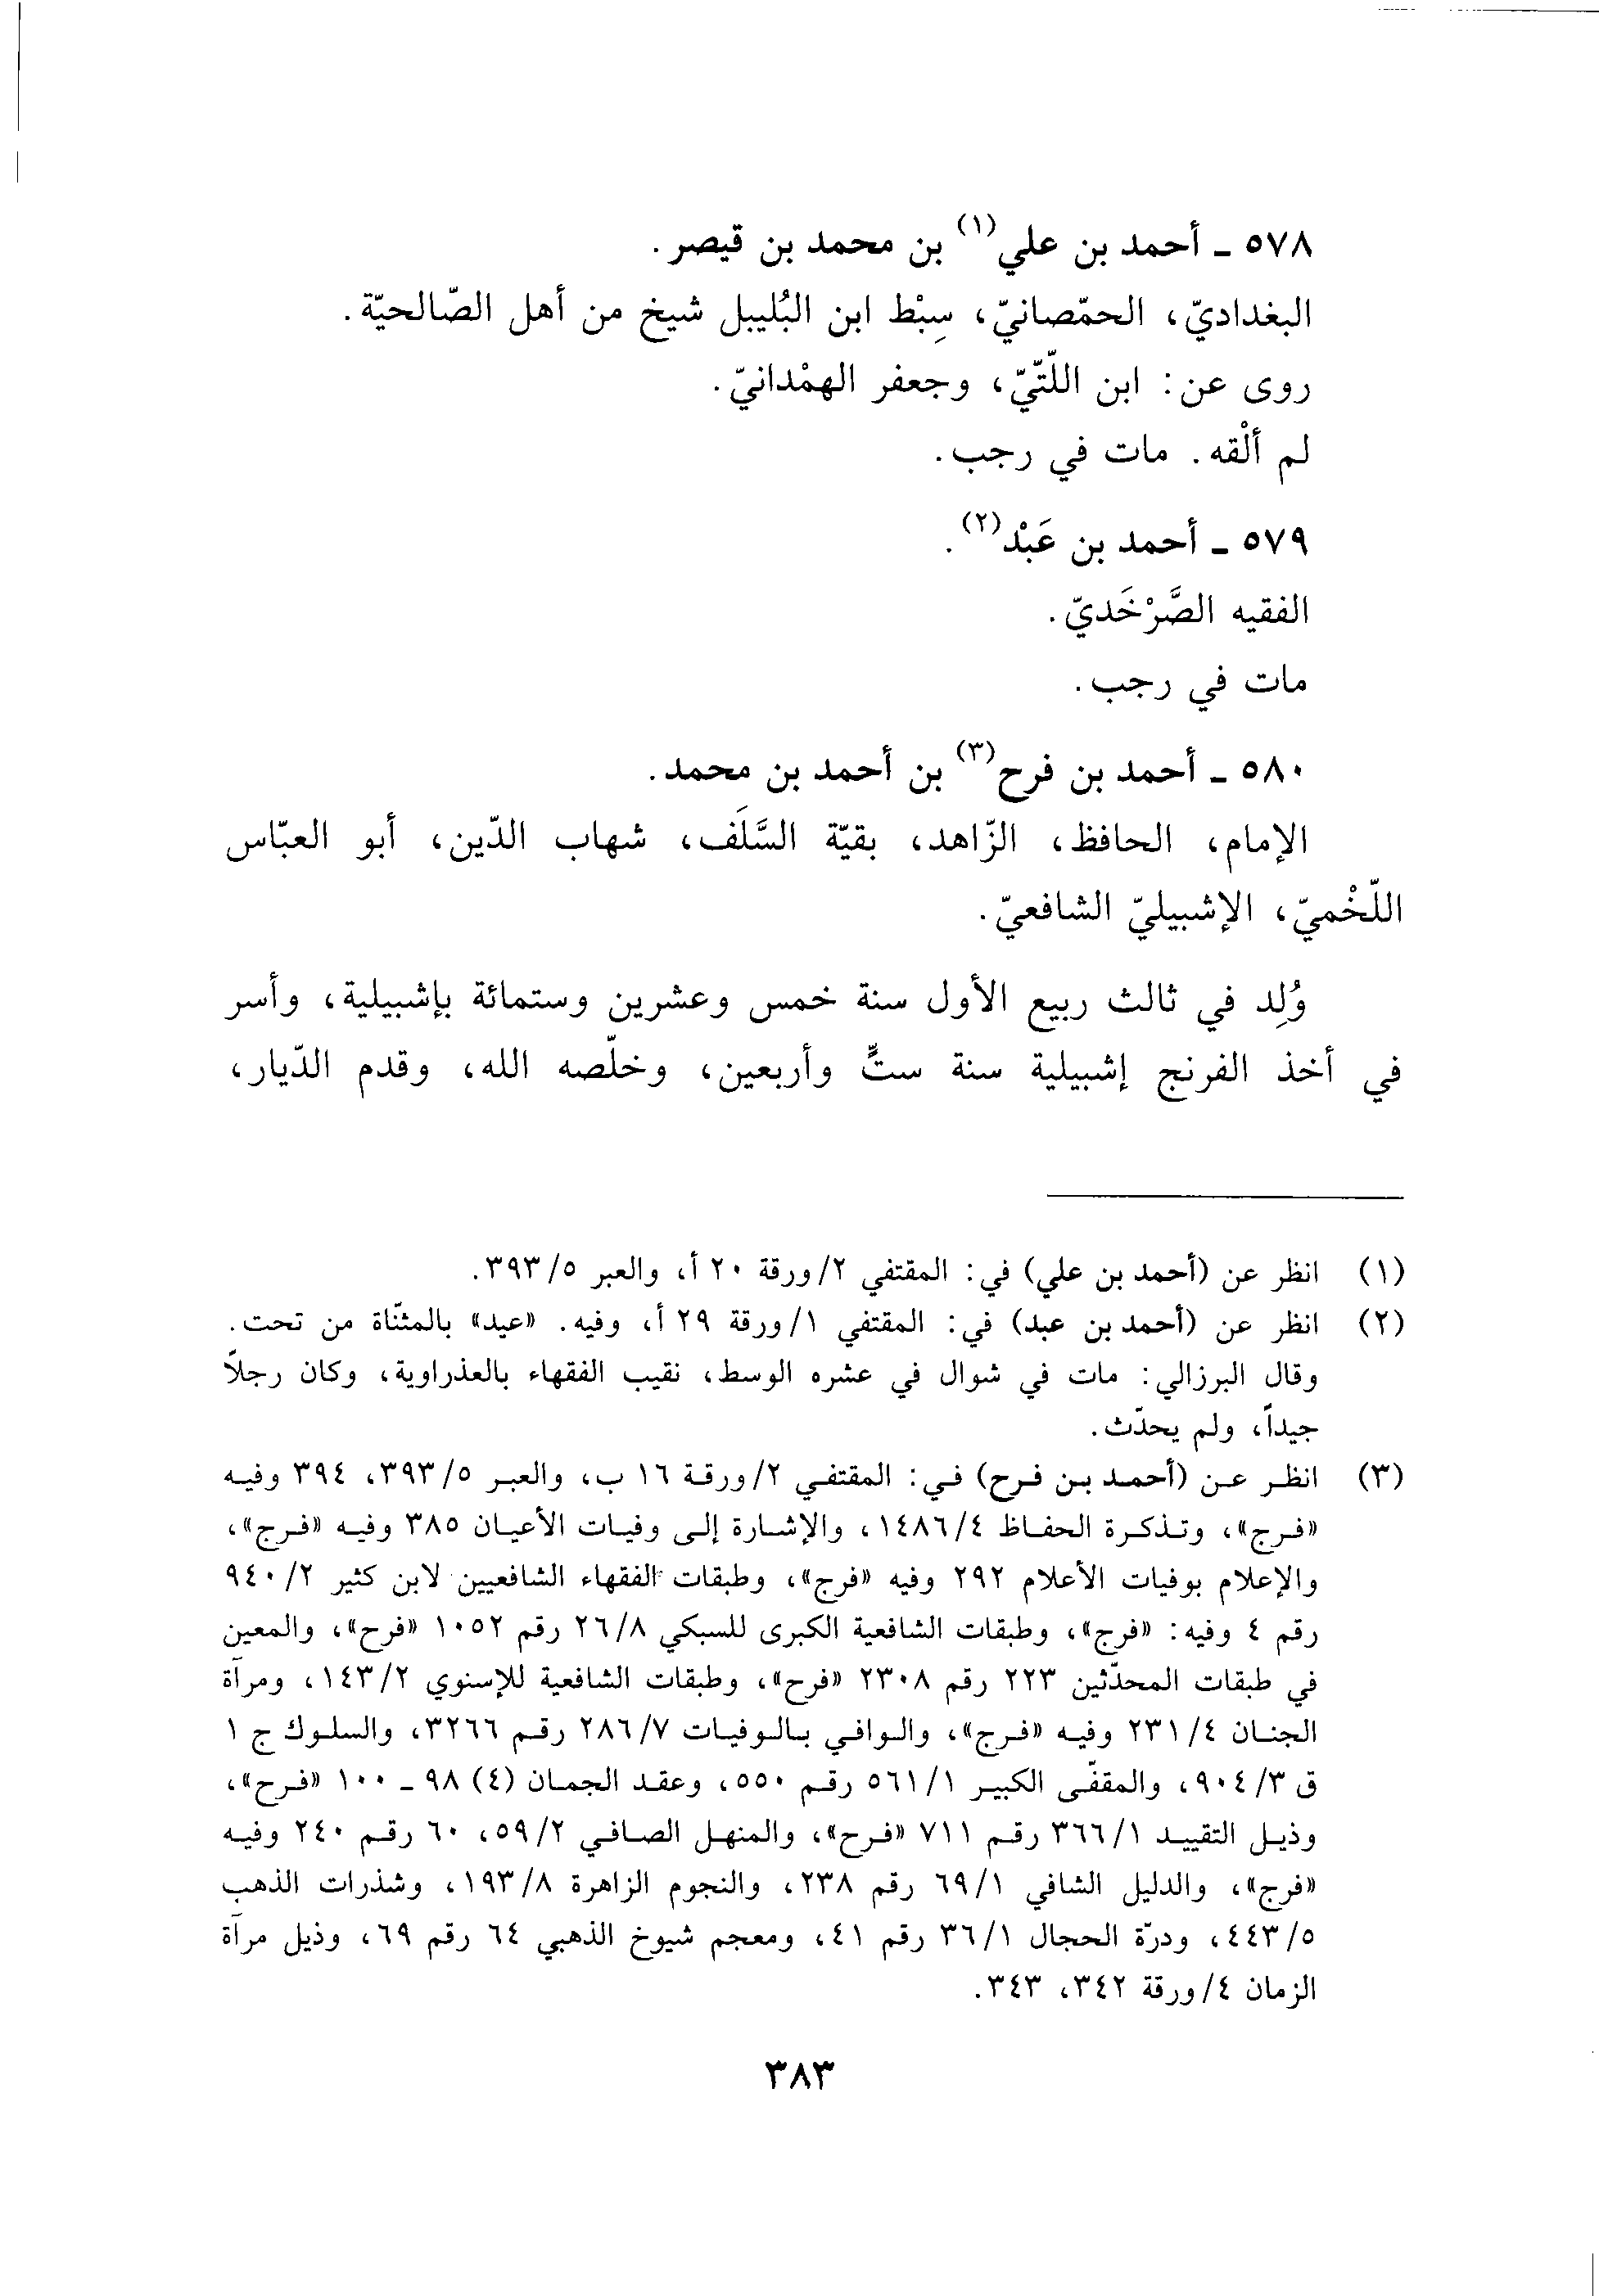 ٥٧٨ ـ أحمد بن علي(١) بن محمد بن قيصر.
البغداديّ، الحمّصانيّ، سِبْط ابن البُليبل شيخ من أهل الصّالحيّة.
روى عن: ابن اللّتّيّ، وجعفر الهمْدانيّ.
لم ألْقه. مات في رجب.
٥٧٩ ـ أحمد بن عَبْد(٢).
الفقيه الصَّرْخَديّ.
مات في رجب.
٥٨٠ ـ أحمد بن فرح(٣) بن أحمد بن محمد.
الإمام، الحافظ، الزّاهد، بقيّة السَّلَف، شهاب الدّين، أبو العبّاس
اللّخْميّ، الإشبيليّ الشافعيّ.
وُلِد في ثالث ربيع الأول سنة خمس وعشرين وستمائة بإشبيلية، وأسر
في أخذ الفرنج إشبيلية سنة ستٍّ وأربعين، وخلّصه الله، وقدم الدّيار،
(١) انظر عن (أحمد بن علي) في: المقتفي ٢/ورقة ٢٠ أ، والعبر ٥/ ٣٩٣.
(٢) انظر عن (أحمد بن عبد) في: المقتفي ١/ورقة ٢٩ أ، وفيه. «عيد» بالمثنّاة من تحت.
وقال البرزالي: مات في شوال في عشره الوسط، نقيب الفقهاء بالعذراوية، وكان رجلاً
جيداً، ولم يحدّث.
(٣) انظر عن (أحمد بن فرح) في: المقتفي ٢/ورقة ١٦ ب، والعبر ٥/ ٣٩٣، ٣٩٤ وفيه
«فرج»، وتذكرة الحفاظ ٤/ ١٤٨٦، والإشارة إلى وفيات الأعيان ٣٨٥ وفيه «فرج»،
والإعلام بوفيات الأعلام ٢٩٢ وفيه «فرج»، وطبقات الفقهاء الشافعيين لابن كثير ٢/ ٩٤٠
رقم ٤ وفيه: «فرج»، وطبقات الشافعية الكبرى للسبكي ٨/ ٢٦ رقم ١٠٥٢ «فرح»، والمعين
في طبقات المحدّثين ٢٢٣ رقم ٢٣٠٨ «فرح»، وطبقات الشافعية للإسنوي ٢/ ١٤٣، ومرآة
الجنان ٤/ ٢٣١ وفيه «فرج»، والوافي بالوفيات ٧/ ٢٨٦ رقم ٣٢٦٦، والسلوك ج ١
ق ٣/ ٩٠٤، والمقفّى الكبير ١/ ٥٦١ رقم ٥٥٠، وعقد الجمان (٤) ٩٨ ـ ١٠٠ «فرح»،
وذيل التقييد ١/ ٣٦٦ رقم ٧١١ «فرح»، والمنهل الصافي ٢/ ٥٩، ٦٠ رقم ٢٤٠ وفيه
«فرج»، والدليل الشافي ١/ ٦٩ رقم ٢٣٨، والنجوم الزاهرة ٨/ ١٩٣، وشذرات الذهب
٥/ ٤٤٣، ودرّة الحجال ١/ ٣٦ رقم ٤١، ومعجم شيوخ الذهبي ٦٤ رقم ٦٩، وذيل مرآة
الزمان ٤/ورقة ٣٤٢، ٣٤٣.
٣٨٣